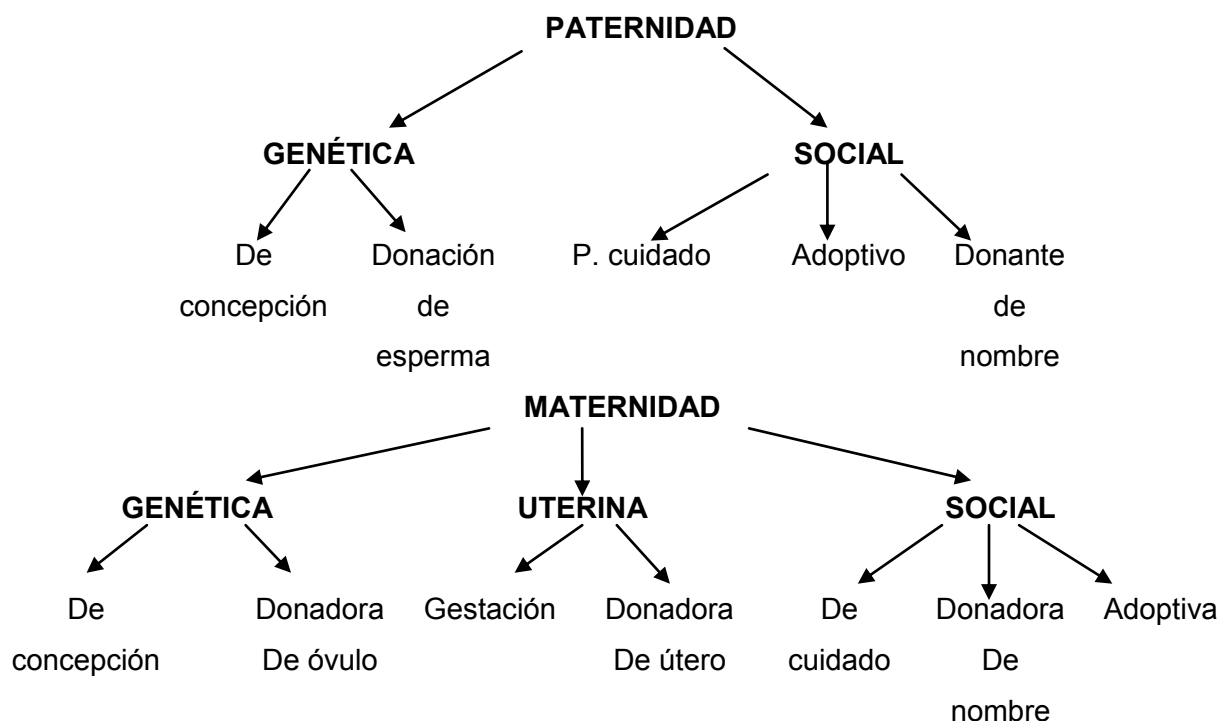 PATERNIDAD
GENÉTICA SOCIAL
De Donación P. cuidado Adoptivo Donante
concepción de de
esperma nombre
MATERNIDAD
GENÉTICA UTERINA SOCIAL
De Donadora Gestación Donadora De Donadora Adoptiva
concepción De óvulo De útero cuidado De
nombre